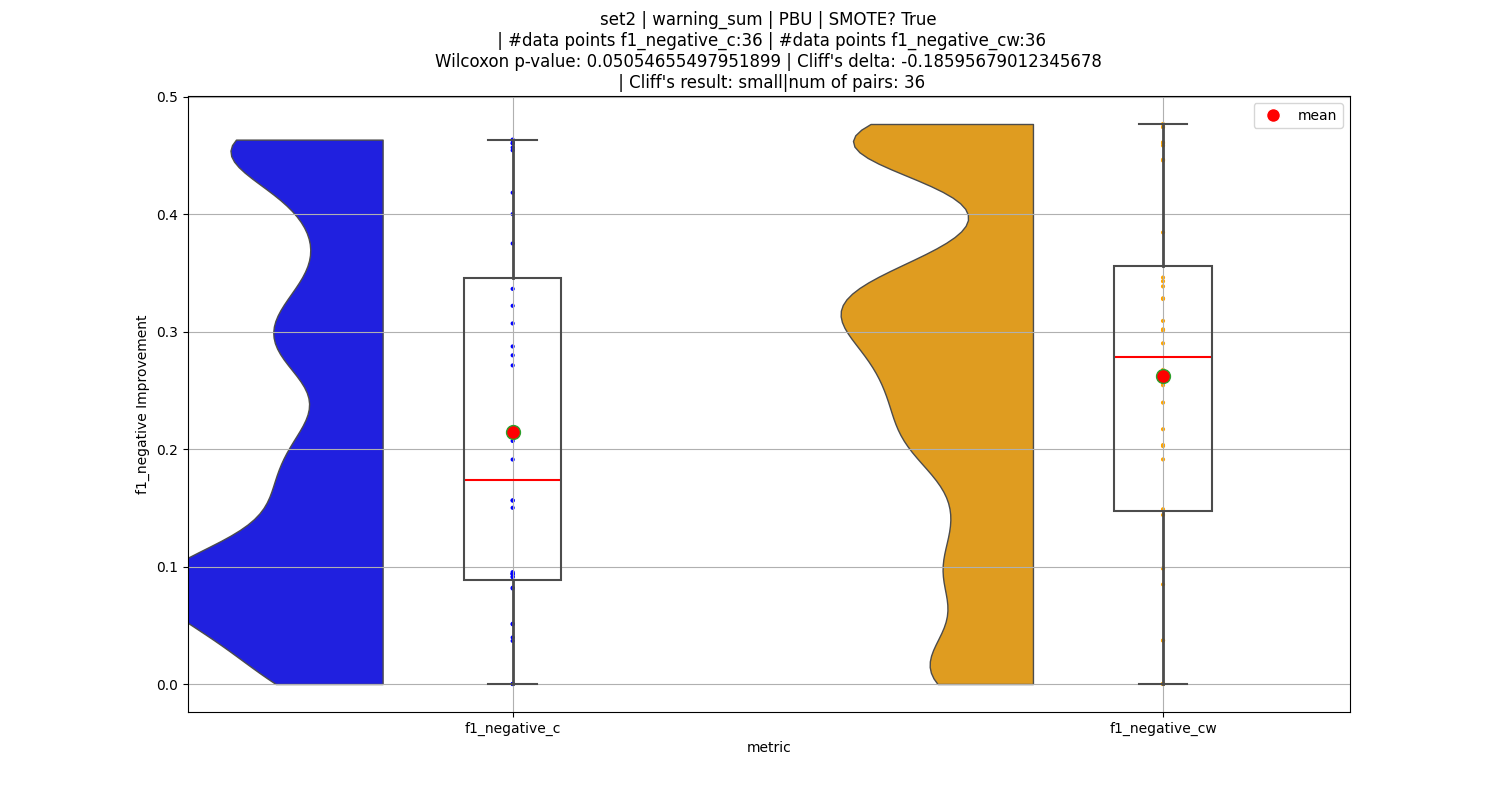 set2 | warning_sum | PBU | SMOTE? True
| #data points f1_negative_c:36 | #data points f1_negative_cw:36
Wilcoxon p-value: 0.05054655497951899 | Cliff's delta: -0.18595679012345678
| Cliff's result: small|num of pairs: 36
mean
0.5
0.4
0.3
0.2
0.1
0.0
f1_negative Improvement
f1_negative_c
f1_negative_cw
metric